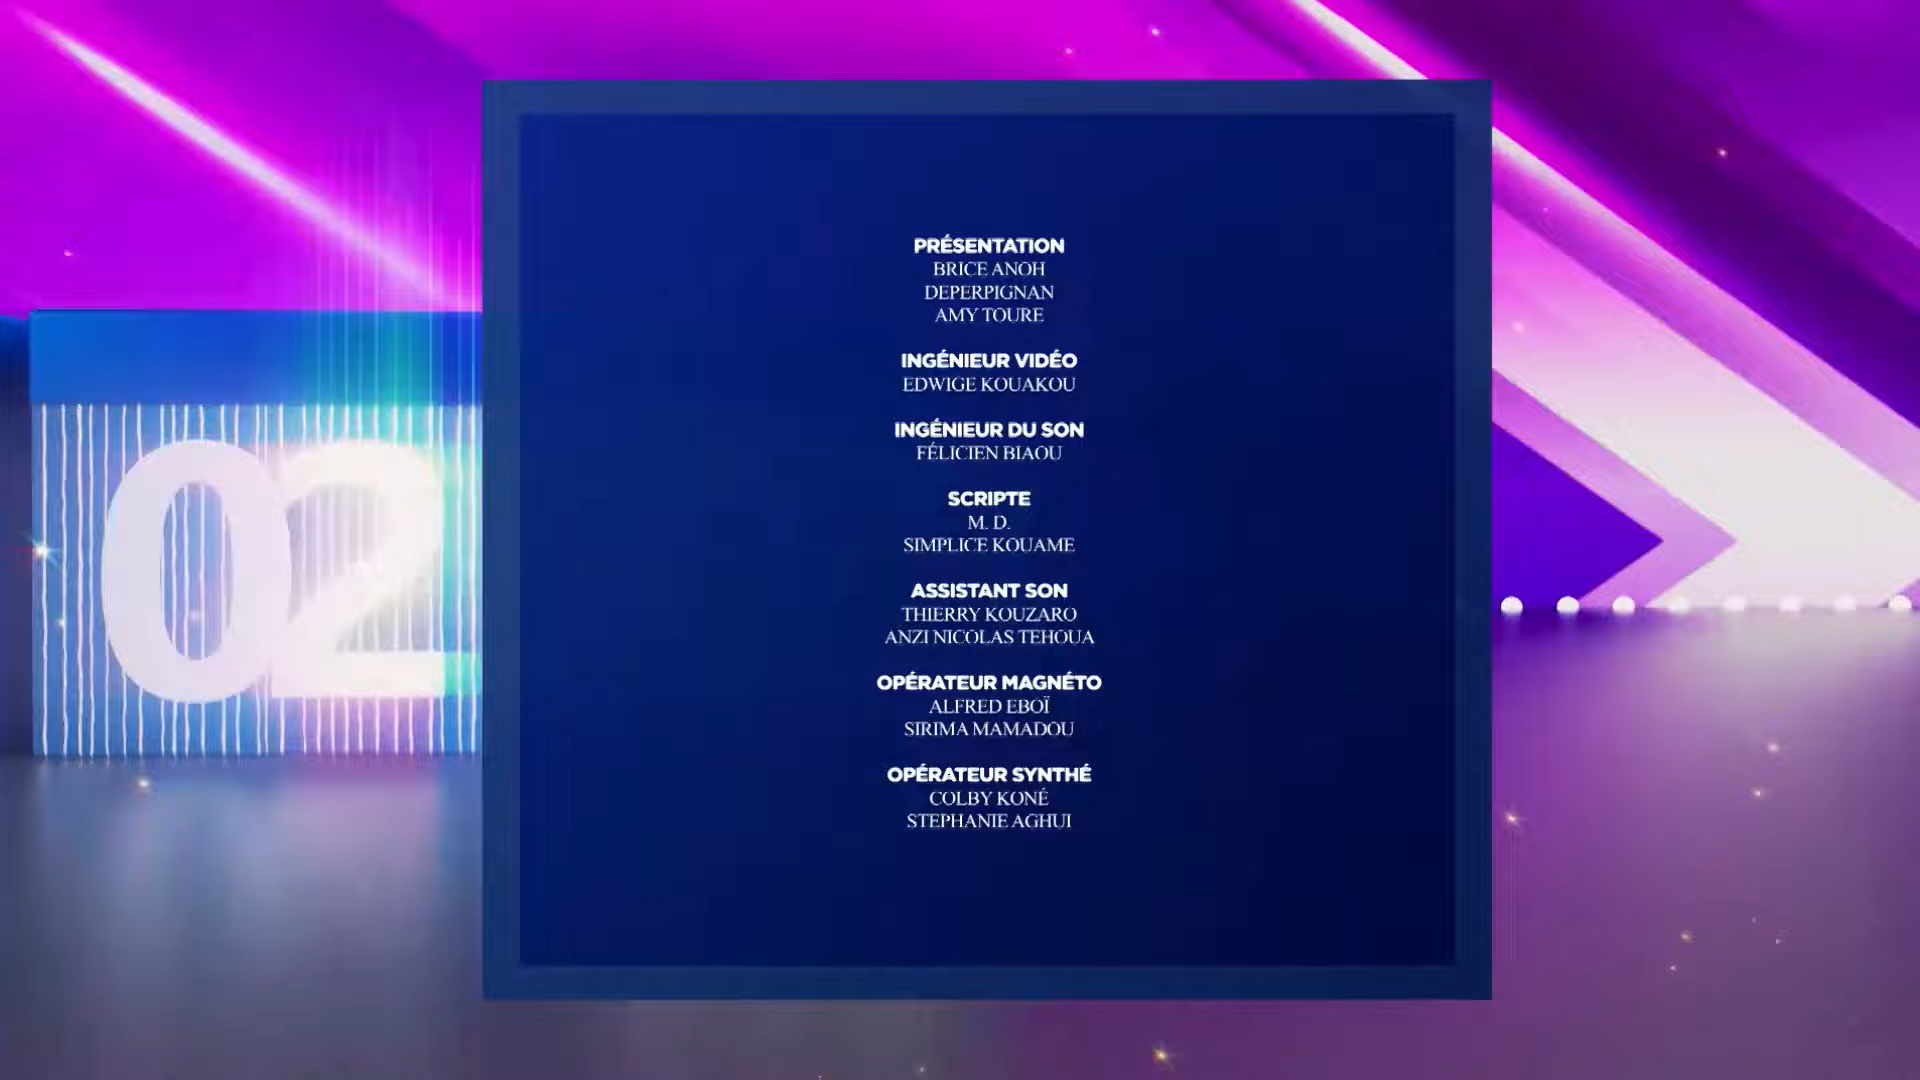 02
PRÉSENTATION
BRICE ANOH
DEPERPIGNAN
AMY TOURE
INGÉNIEUR VIDÉO
EDWIGE KOUAKOU
INGÉNIEUR DU SON
FÉLICIEN BIAOU
SCRIPTE
M. D.
SIMPLICE KOUAME
ASSISTANT SON
THIERRY KOUZARO
ANZI NICOLAS TEHOUA
OPÉRATEUR MAGNÉTO
ALFRED EBOÏ
SIRIMA MAMADOU
OPÉRATEUR SYNTHÉ
COLBY KONÉ
STEPHANIE AGHUI